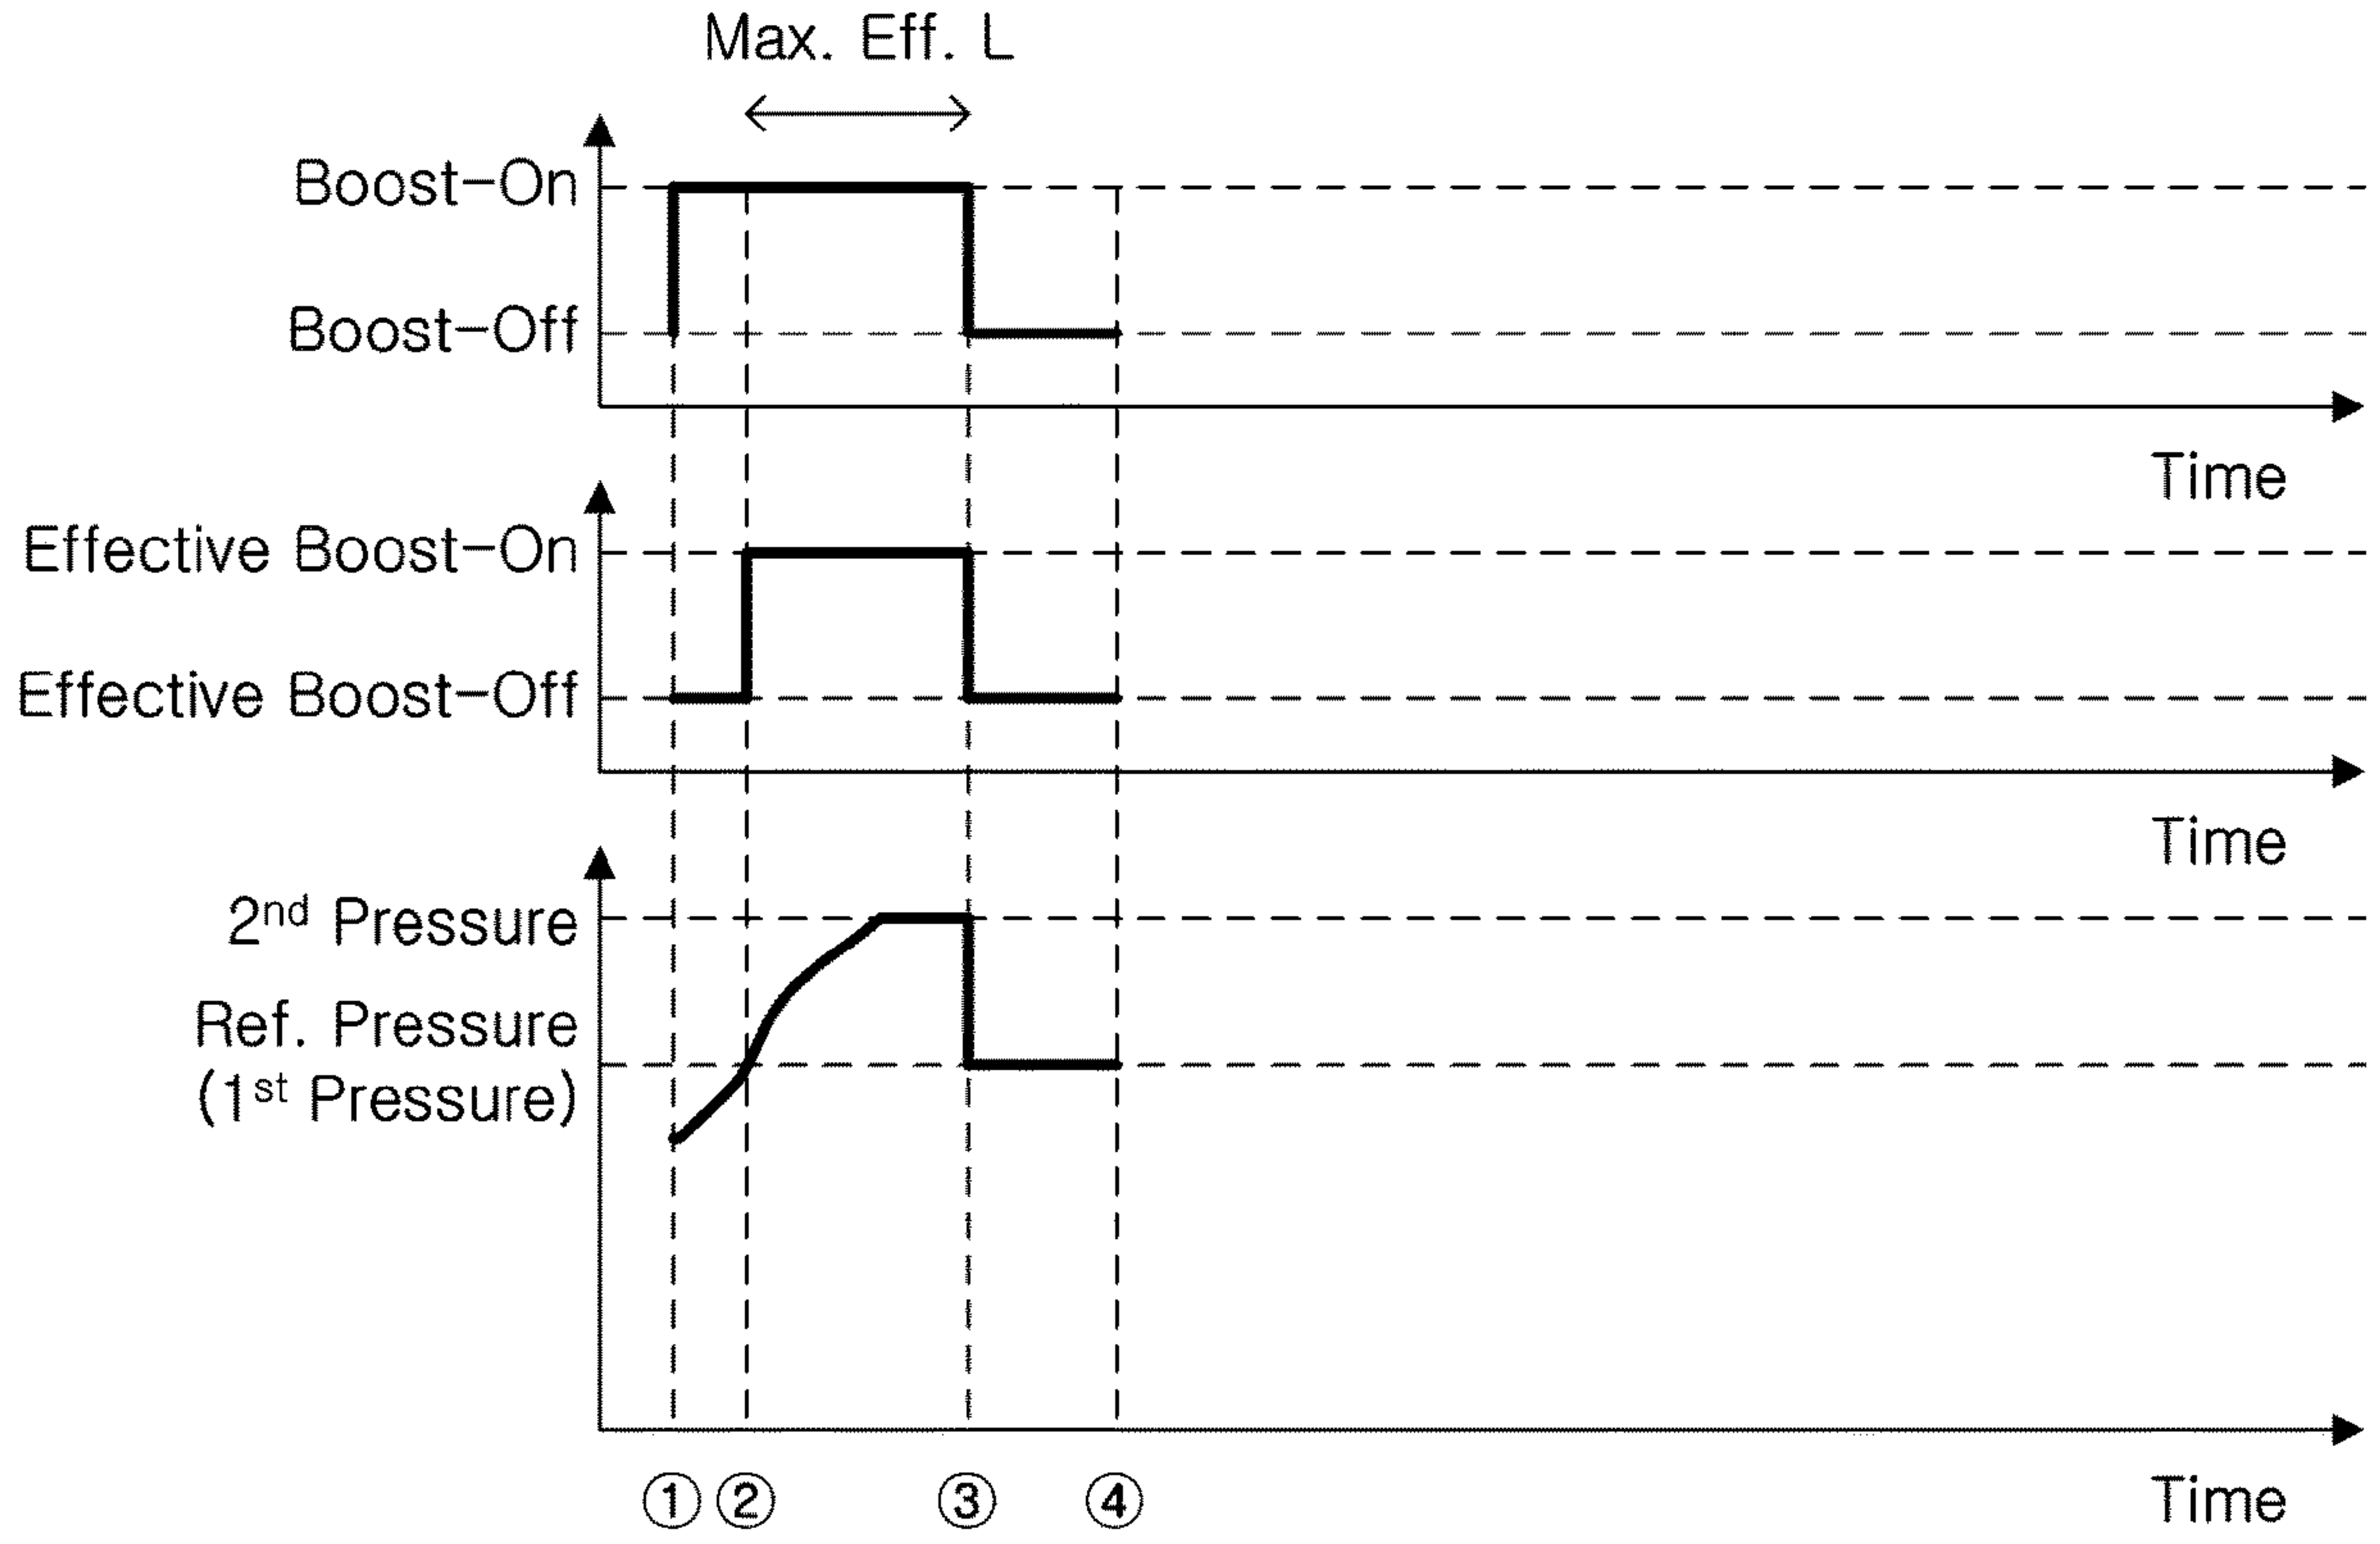 Max. Eff. L
Boost-On
Boost-Off
Time
Effective Boost-On
Effective Boost-Off
Time
2nd Pressure
Ref. Pressure
(1st Pressure)
① ② ③ ④
Time